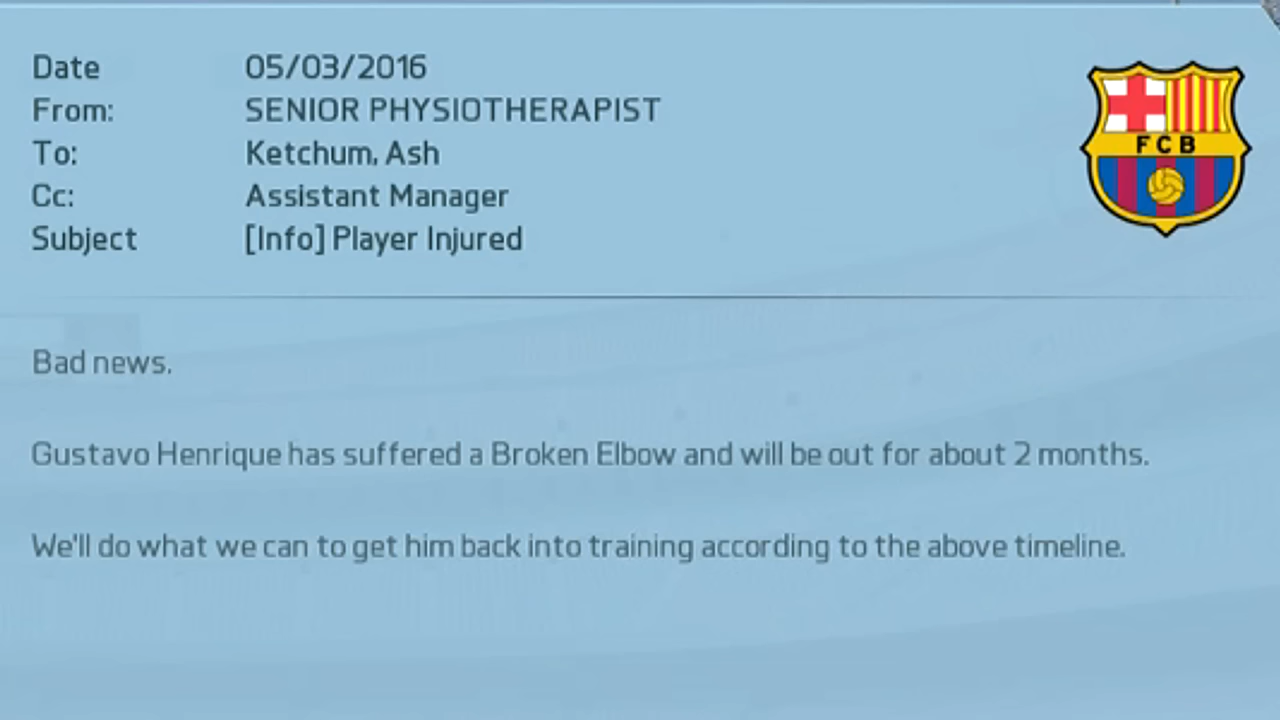 Date 05/03/2016
From: SENIOR PHYSIOTHERAPIST
To: Ketchum, Ash
Cc: Assistant Manager
Subject [Info] Player Injured
FCB
Bad news.
Gustavo Henrique has suffered a Broken Elbow and will be out for about 2 months.
We'll do what we can to get him back into training according to the above timeline.